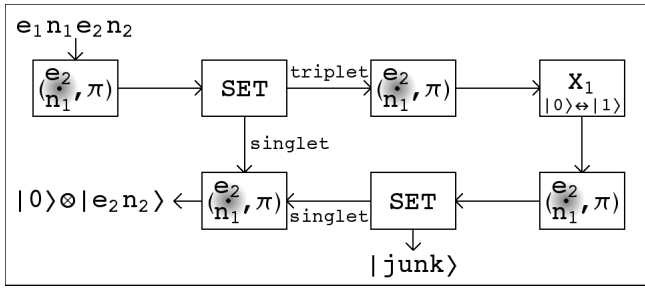 e₁n₁e₂n₂
(e₂ n₁, π)
SET
triplet
(e₂ n₁, π)
X₁
|0⟩↔|1⟩
singlet
|0⟩⊗|e₂n₂⟩
(e₂ n₁, π)
singlet
SET
(e₂ n₁, π)
|junk⟩